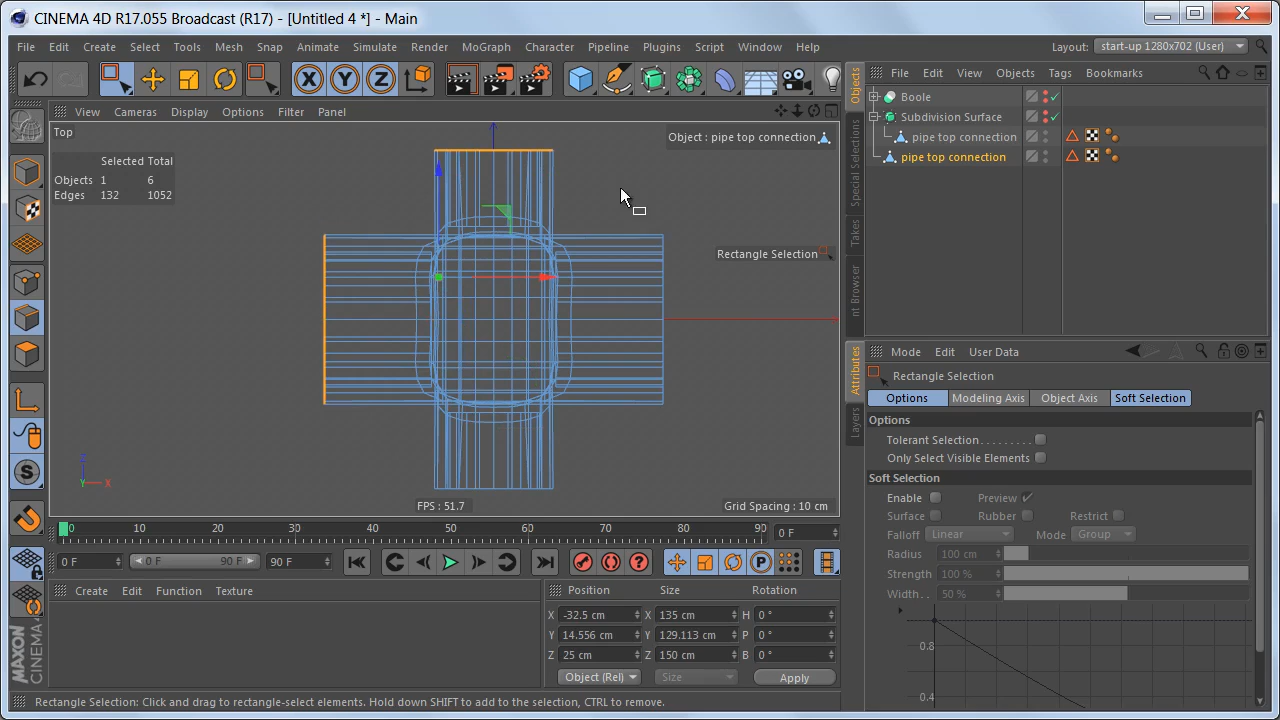 CINEMA 4D R17.055 Broadcast (R17) - [Untitled 4 *] - Main
File Edit Create Select Tools Mesh Snap Animate Simulate Render MoGraph Character Pipeline Plugins Script Window Help Layout: start-up 1280x702 (User)
X Y Z
View Cameras Display Options Filter Panel
File Edit View Objects Tags Bookmarks
Top
Object : pipe top connection
Selected Total
Objects 1 6
Edges 132 1052
Rectangle Selection
FPS : 51.7
Grid Spacing : 10 cm
Z
Y X
Boole
Subdivision Surface
pipe top connection
pipe top connection
Objects
Special Selections
Takes
nt Browser
Attributes
Layers
Mode Edit User Data
Rectangle Selection
Options Modeling Axis Object Axis Soft Selection
Options
Tolerant Selection . . . . . . . . .
Only Select Visible Elements
Soft Selection
Enable Preview
Surface Rubber Restrict
Falloff Linear Mode Group
Radius 100 cm
Strength 100 %
Width . . 50 %
0.8
0.4
0 10 20 30 40 50 60 70 80 90 0 F
0 F 0 F 90 F 90 F
P
S
Create Edit Function Texture
Position Size Rotation
X -32.5 cm X 135 cm H 0 °
Y 14.556 cm Y 129.113 cm P 0 °
Z 25 cm Z 150 cm B 0 °
Object (Rel) Size Apply
MAXON
CINEMA 4D
Rectangle Selection: Click and drag to rectangle-select elements. Hold down SHIFT to add to the selection, CTRL to remove.